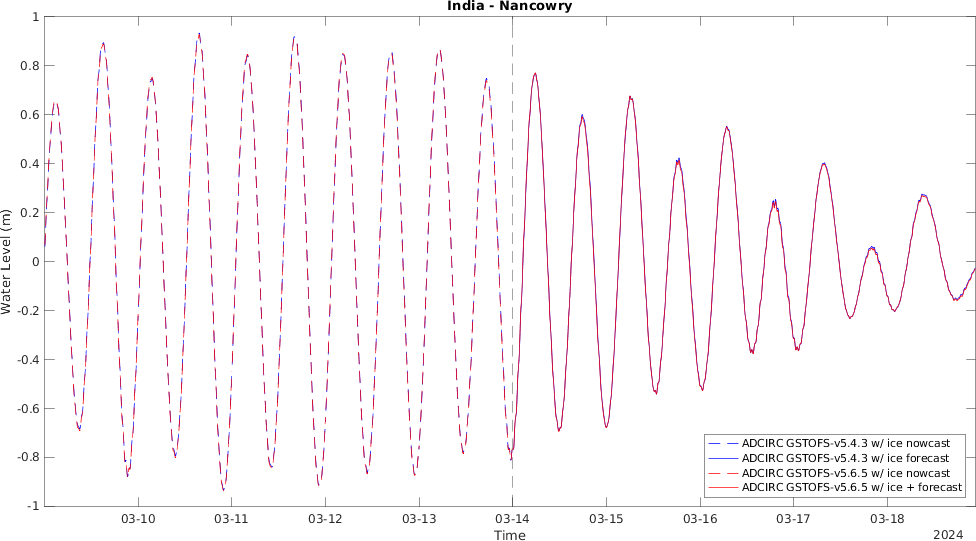 India - Nancowry
1
0.8
0.6
0.4
0.2
0
-0.2
-0.4
-0.6
-0.8
-1
Water Level (m)
ADCIRC GSTOFS-v5.4.3 w/ ice nowcast
ADCIRC GSTOFS-v5.4.3 w/ ice forecast
ADCIRC GSTOFS-v5.6.5 w/ ice nowcast
ADCIRC GSTOFS-v5.6.5 w/ ice + forecast
03-10 03-11 03-12 03-13 03-14 03-15 03-16 03-17 03-18
Time
2024